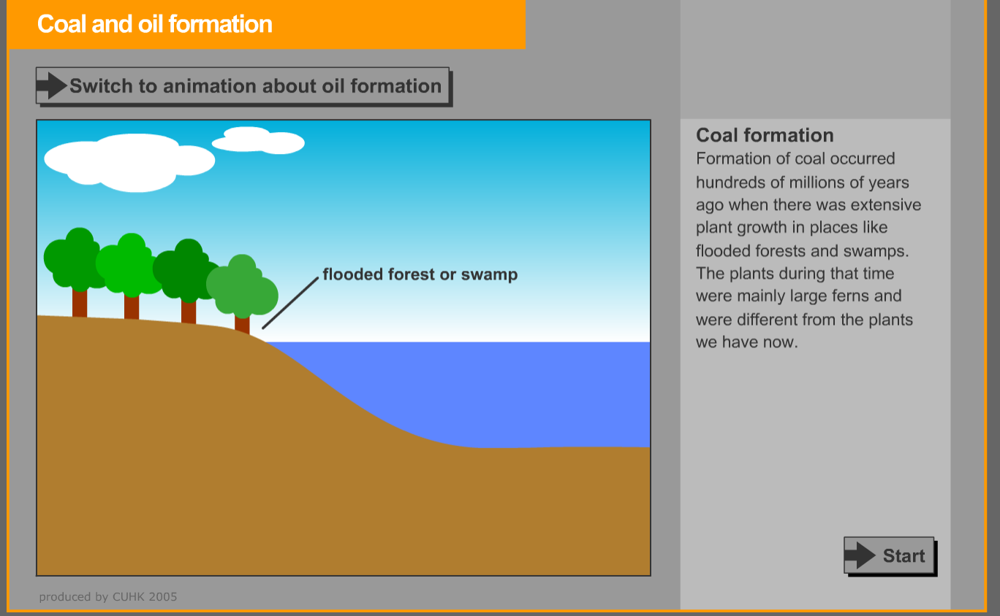 Coal and oil formation
Switch to animation about oil formation
flooded forest or swamp
Coal formation
Formation of coal occurred
hundreds of millions of years
ago when there was extensive
plant growth in places like
flooded forests and swamps.
The plants during that time
were mainly large ferns and
were different from the plants
we have now.
Start
produced by CUHK 2005